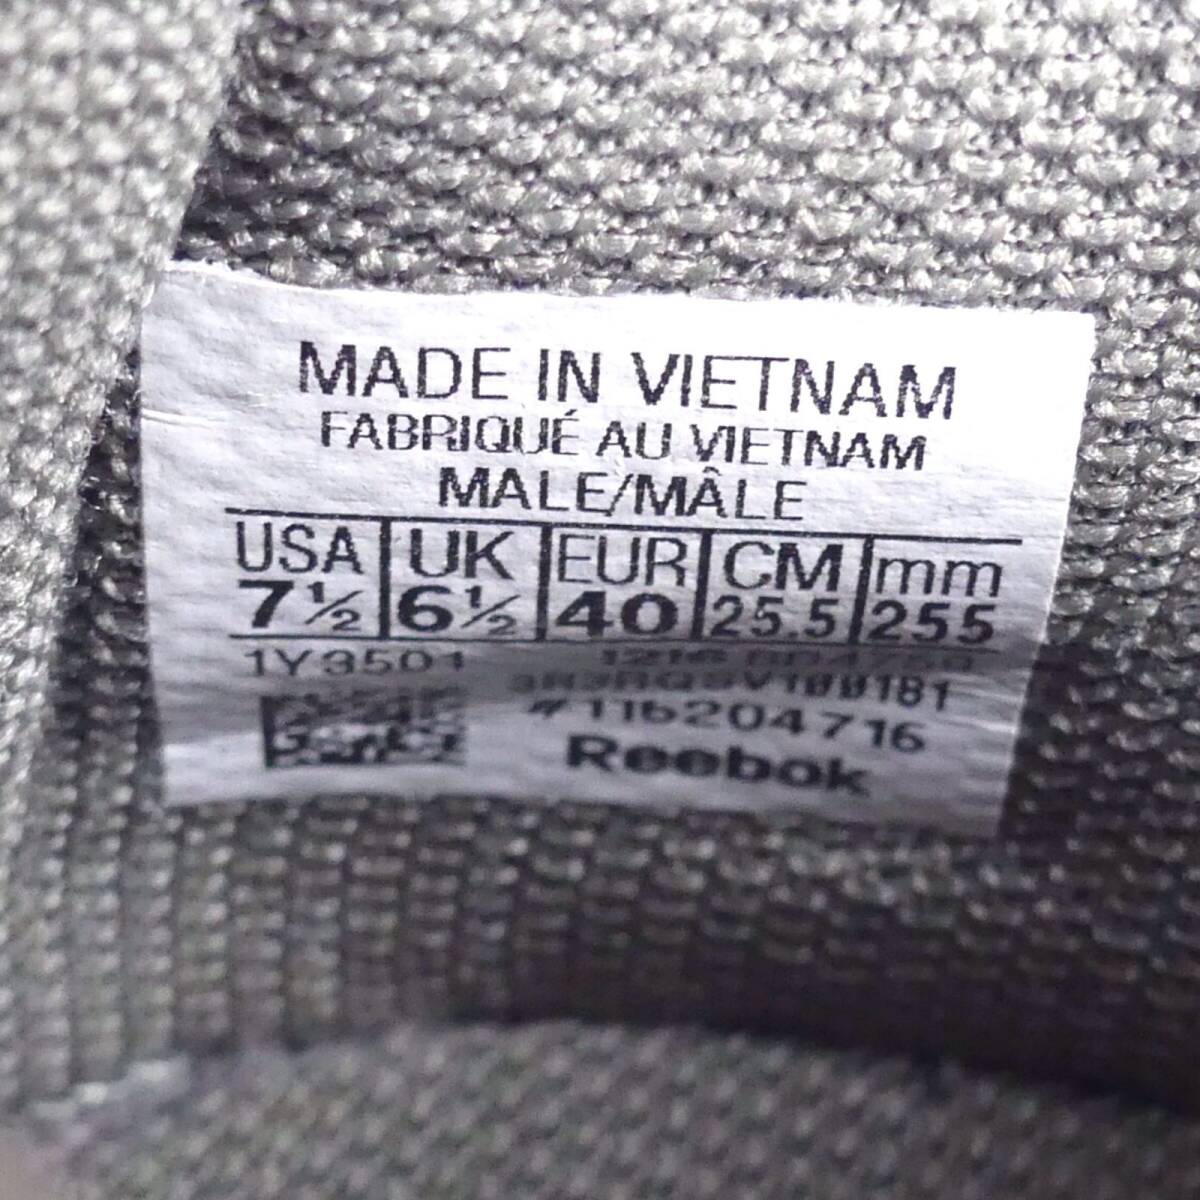 MADE IN VIETNAM
FABRIQUÉ AU VIETNAM
MALE/MÂLE
USA UK EUR CM mm
7½ 6½ 40 25.5 255
1Y3501 1216
#116204716
Reebok